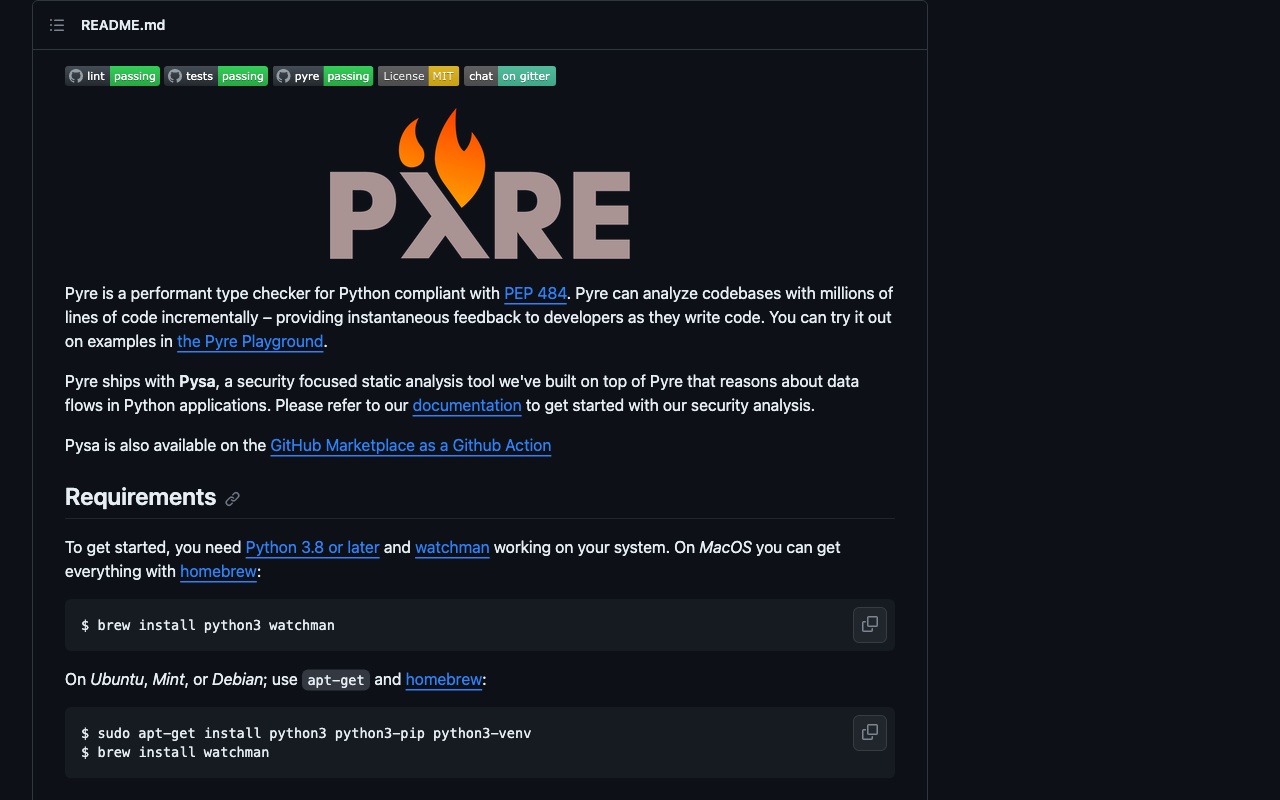 README.md
lint passing tests passing pyre passing License MIT chat on gitter
PYRE
Pyre is a performant type checker for Python compliant with PEP 484. Pyre can analyze codebases with millions of
lines of code incrementally – providing instantaneous feedback to developers as they write code. You can try it out
on examples in the Pyre Playground.
Pyre ships with Pysa, a security focused static analysis tool we've built on top of Pyre that reasons about data
flows in Python applications. Please refer to our documentation to get started with our security analysis.
Pysa is also available on the GitHub Marketplace as a Github Action
Requirements
To get started, you need Python 3.8 or later and watchman working on your system. On MacOS you can get
everything with homebrew:
$ brew install python3 watchman
On Ubuntu, Mint, or Debian; use apt-get and homebrew:
$ sudo apt-get install python3 python3-pip python3-venv
$ brew install watchman